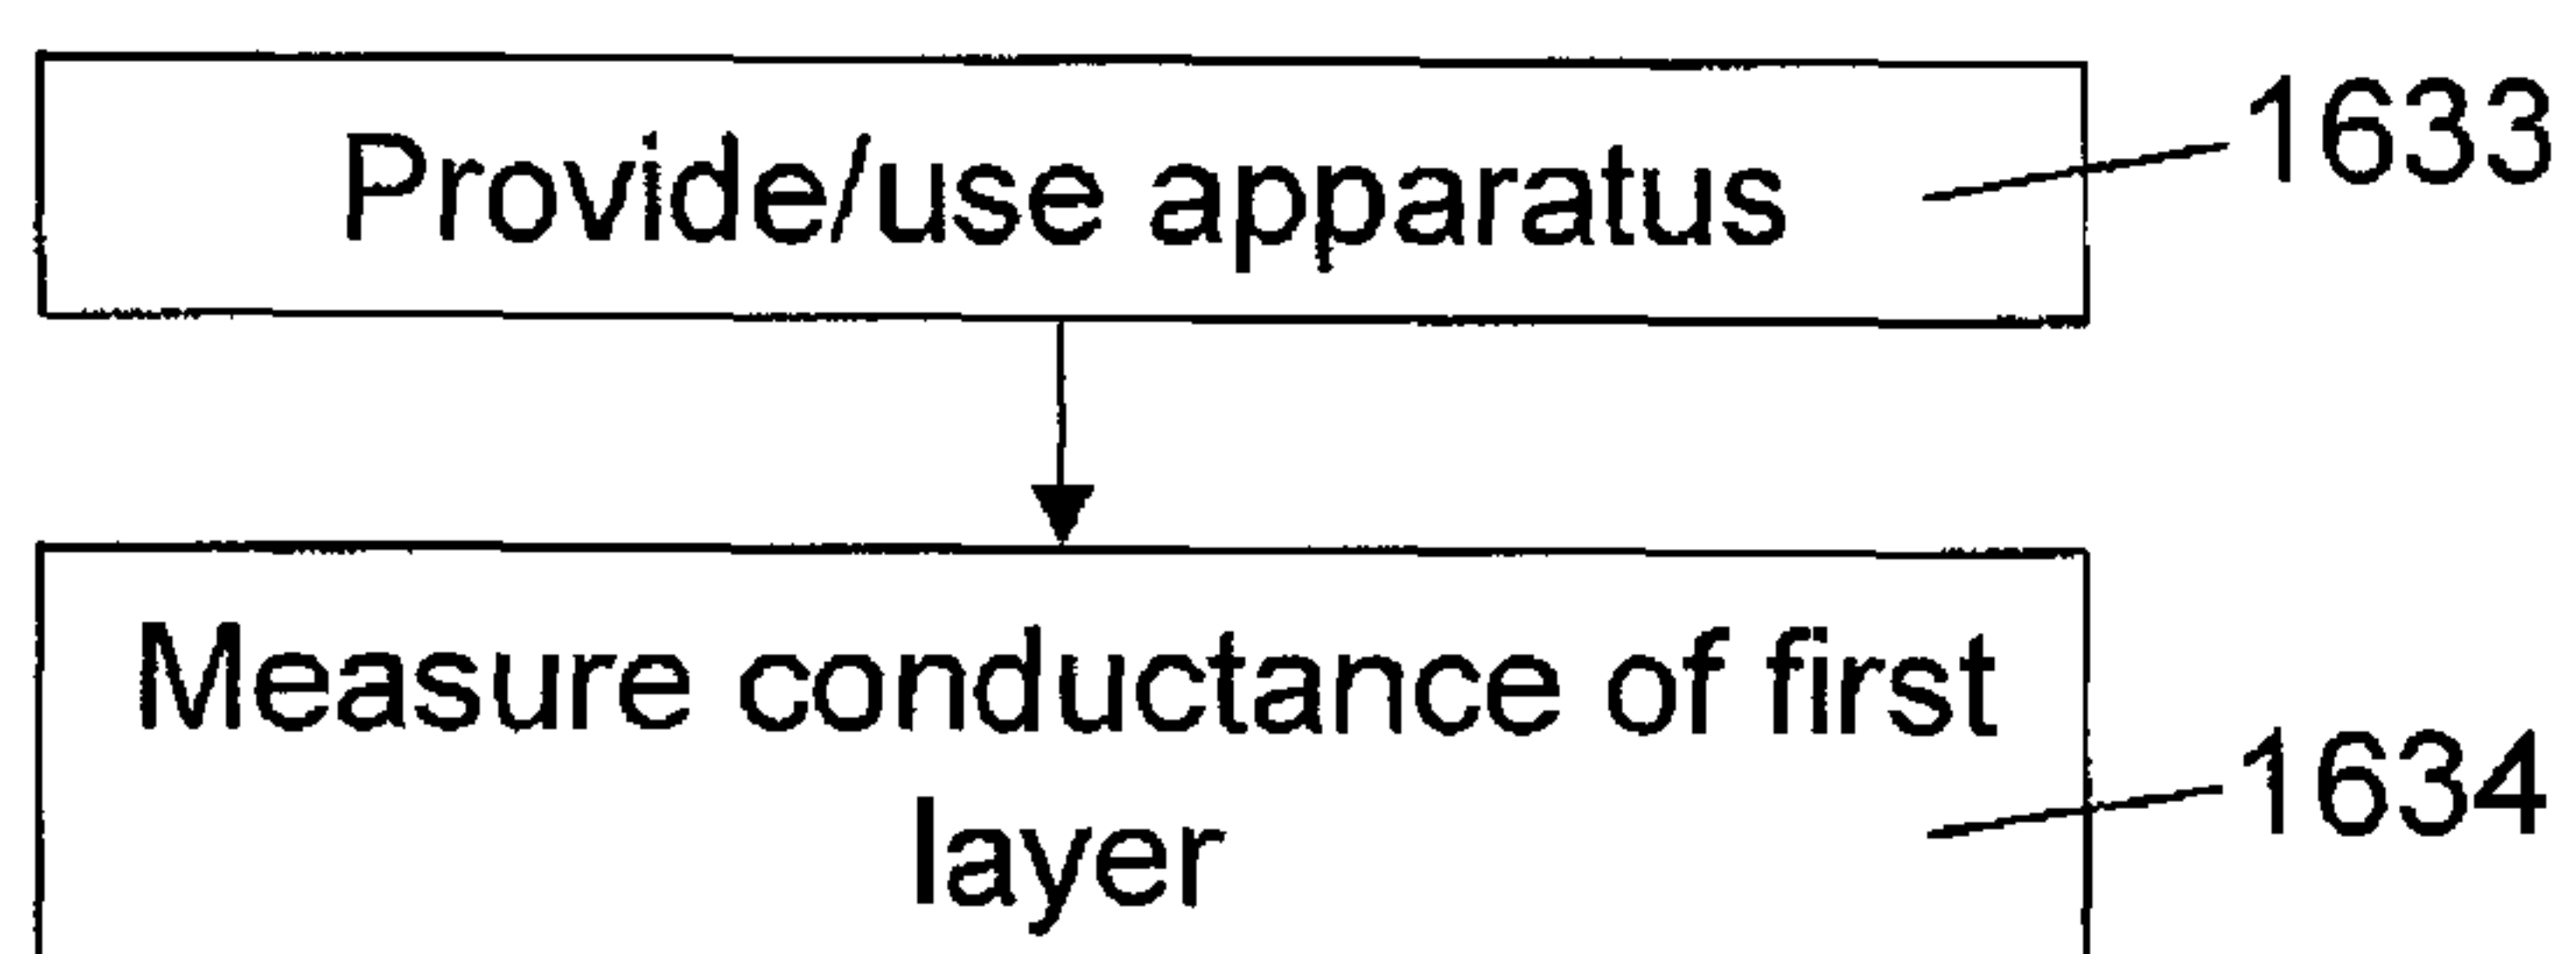 Provide/use apparatus
1633
Measure conductance of first
layer
1634